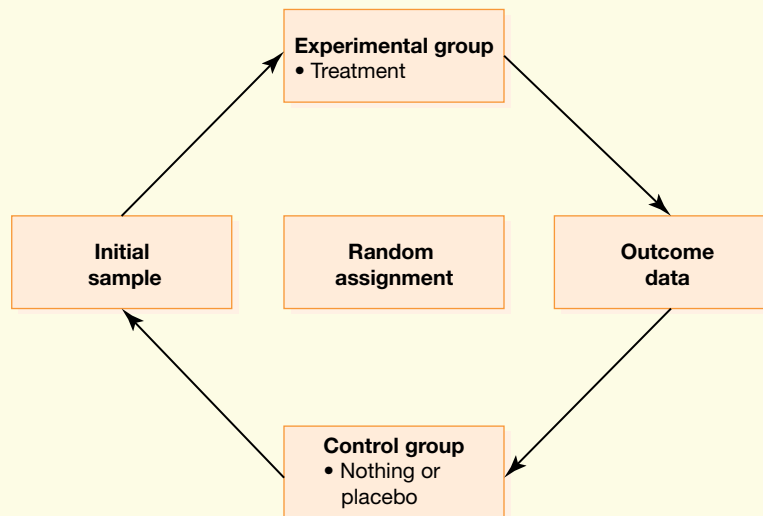 Experimental group
• Treatment
Initial
sample
Random
assignment
Outcome
data
Control group
• Nothing or
placebo